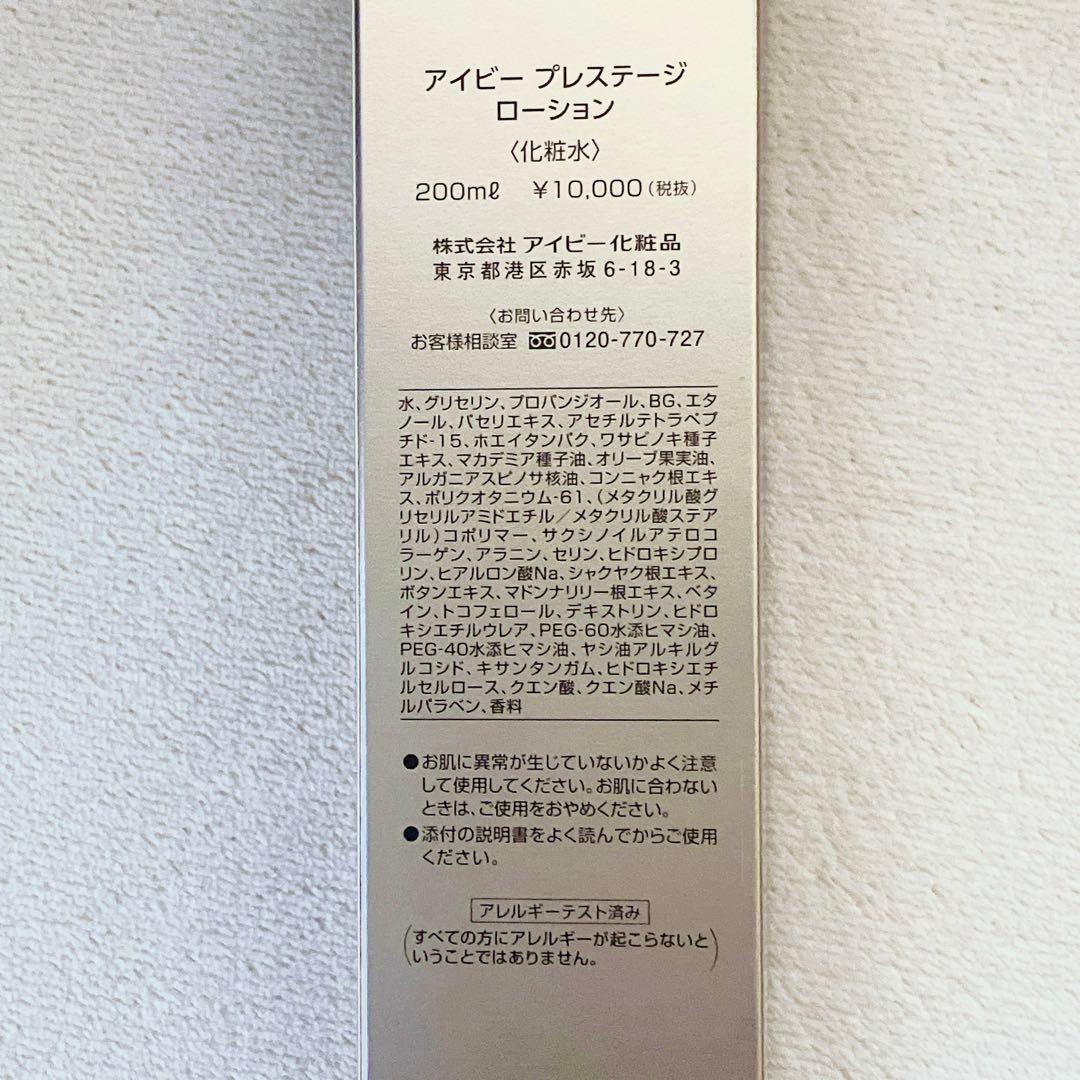 アイビー プレステージ
ローション
〈化粧水〉
200mℓ ¥10,000(税抜)
株式会社 アイビー化粧品
東京都港区赤坂6-18-3
〈お問い合わせ先〉
お客様相談室 0120-770-727
水、グリセリン、プロパンジオール、BG、エタ
ノール、パセリエキス、アセチルテトラペプ
チド-15、ホエイタンパク、ワサビノキ種子
エキス、マカデミア種子油、オリーブ果実油、
アルガニアスピノサ核油、コンニャク根エキ
ス、ポリクオタニウム-61、(メタクリル酸グ
リセリルアミドエチル/メタクリル酸ステア
リル)コポリマー、サクシノイルアテロコ
ラーゲン、アラニン、セリン、ヒドロキシプロ
リン、ヒアルロン酸Na、シャクヤク根エキス、
ボタンエキス、マドンナリリー根エキス、ベタ
イン、トコフェロール、デキストリン、ヒドロ
キシエチルウレア、PEG-60水添ヒマシ油、
PEG-40水添ヒマシ油、ヤシ油アルキルグ
ルコシド、キサンタンガム、ヒドロキシエチ
ルセルロース、クエン酸、クエン酸Na、メチ
ルパラベン、香料
●お肌に異常が生じていないかよく注意
して使用してください。お肌に合わない
ときは、ご使用をおやめください。
●添付の説明書をよく読んでからご使用
ください。
アレルギーテスト済み
(すべての方にアレルギーが起こらないと
いうことではありません。)